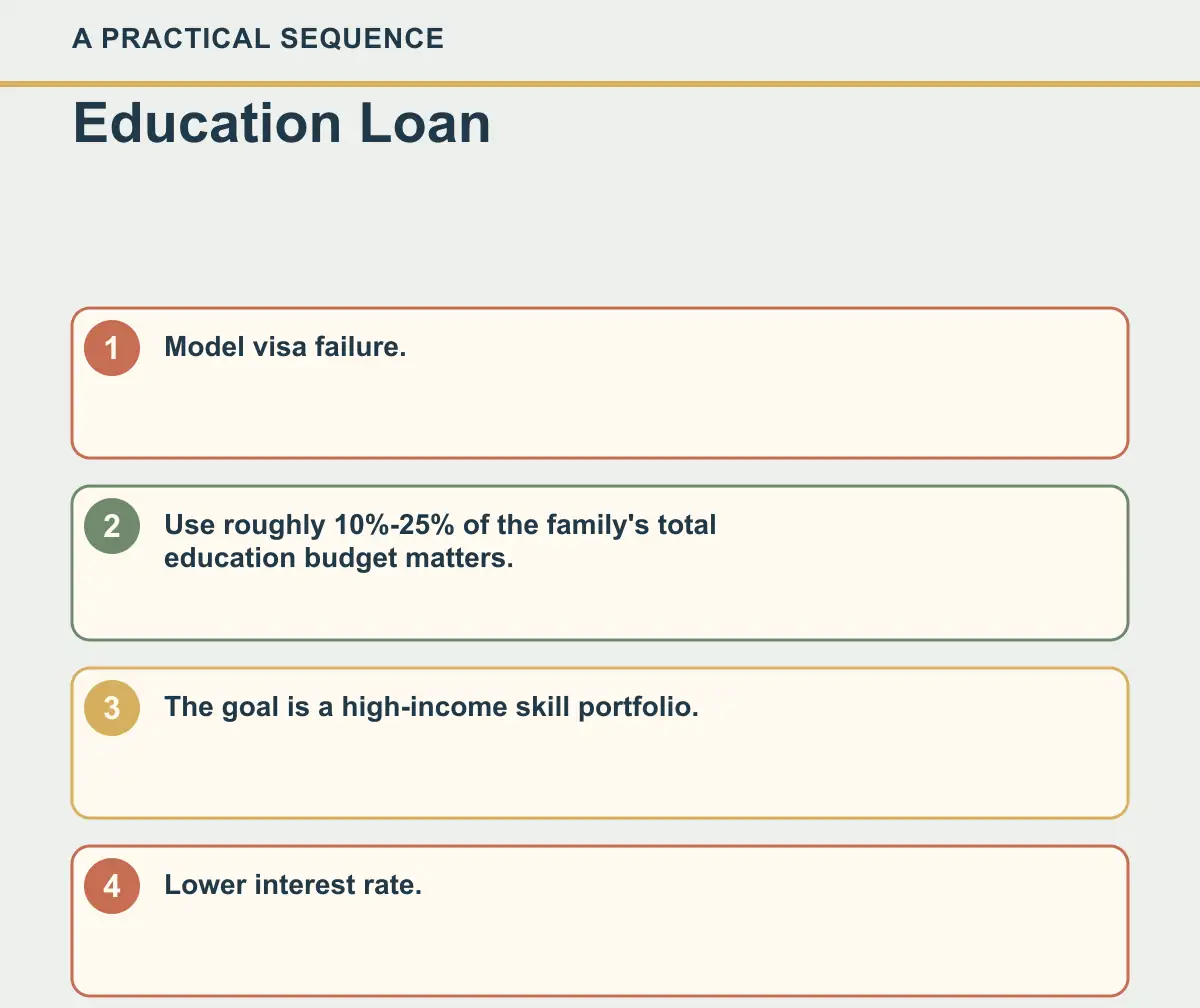 A PRACTICAL SEQUENCE
Education Loan
1
Model visa failure.
2
Use roughly 10%-25% of the family's total
education budget matters.
3
The goal is a high-income skill portfolio.
4
Lower interest rate.